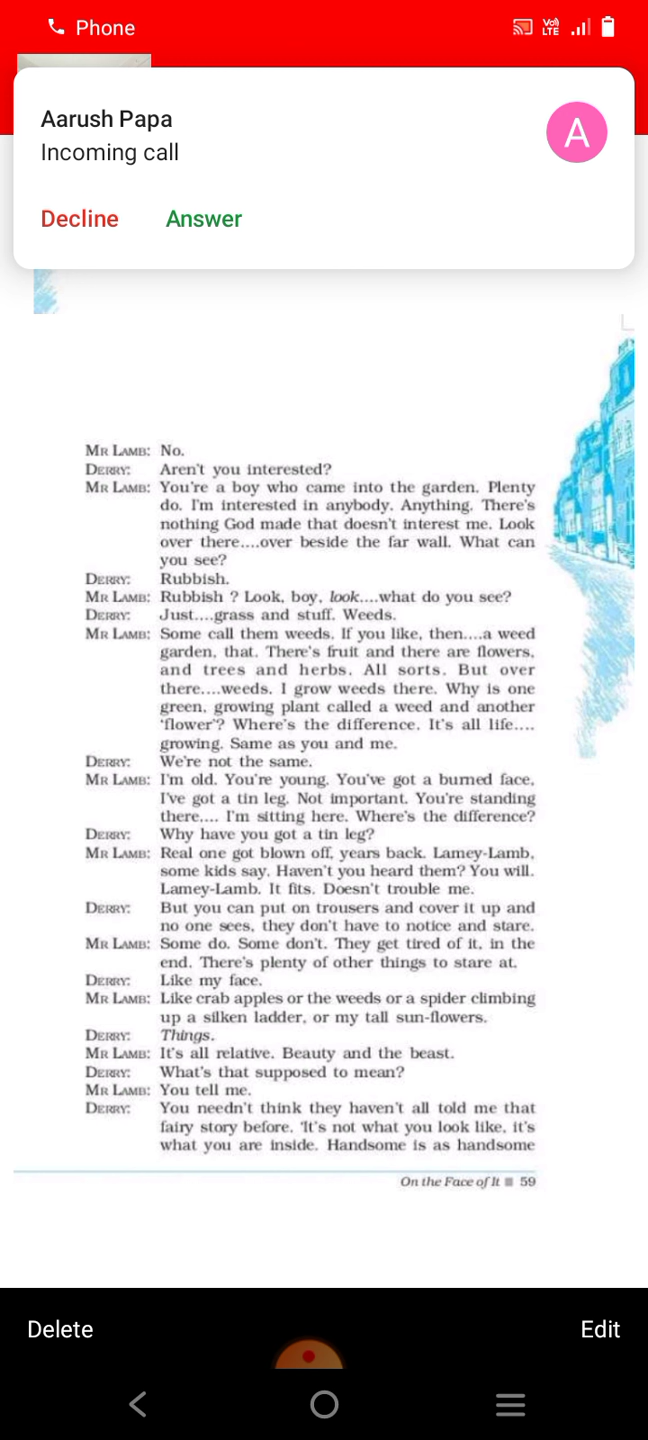 Phone
Vo)
LTE
Aarush Papa
A
Incoming call
Decline Answer
MR LAMB: No.
DERRY: Aren't you interested?
MR LAMB: You're a boy who came into the garden. Plenty
do. I'm interested in anybody. Anything. There's
nothing God made that doesn't interest me. Look
over there....over beside the far wall. What can
you see?
DERRY: Rubbish.
MR LAMB: Rubbish ? Look, boy, look....what do you see?
DERRY: Just....grass and stuff. Weeds.
MR LAMB: Some call them weeds. If you like, then....a weed
garden, that. There's fruit and there are flowers,
and trees and herbs. All sorts. But over
there....weeds. I grow weeds there. Why is one
green, growing plant called a weed and another
'flower'? Where's the difference. It's all life....
growing. Same as you and me.
DERRY: We're not the same.
MR LAMB: I'm old. You're young. You've got a burned face,
I've got a tin leg. Not important. You're standing
there.... I'm sitting here. Where's the difference?
DERRY: Why have you got a tin leg?
MR LAMB: Real one got blown off, years back. Lamey-Lamb,
some kids say. Haven't you heard them? You will.
Lamey-Lamb. It fits. Doesn't trouble me.
DERRY: But you can put on trousers and cover it up and
no one sees, they don't have to notice and stare.
MR LAMB: Some do. Some don't. They get tired of it, in the
end. There's plenty of other things to stare at.
DERRY: Like my face.
MR LAMB: Like crab apples or the weeds or a spider climbing
up a silken ladder, or my tall sun-flowers.
DERRY: Things.
MR LAMB: It's all relative. Beauty and the beast.
DERRY: What's that supposed to mean?
MR LAMB: You tell me.
DERRY: You needn't think they haven't all told me that
fairy story before. 'It's not what you look like, it's
what you are inside. Handsome is as handsome
On the Face of It 59
Delete Edit